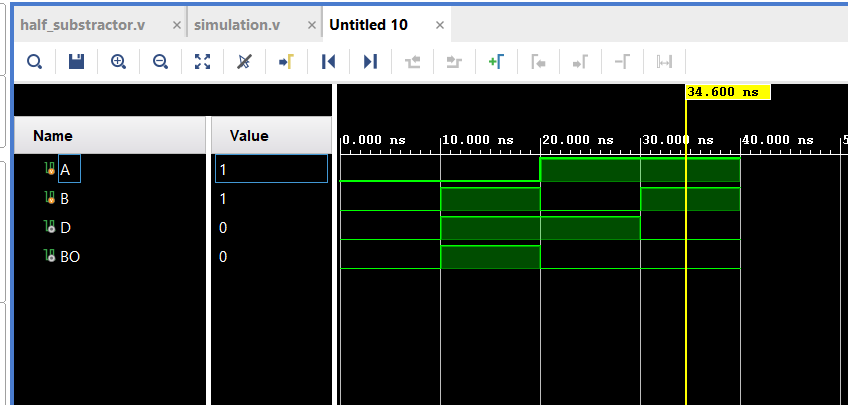 half_substractor.v × simulation.v × Untitled 10 ×
34.600 ns
Name Value
0.000 ns 10.000 ns 20.000 ns 30.000 ns 40.000 ns 5
A 1
B 1
D 0
BO 0